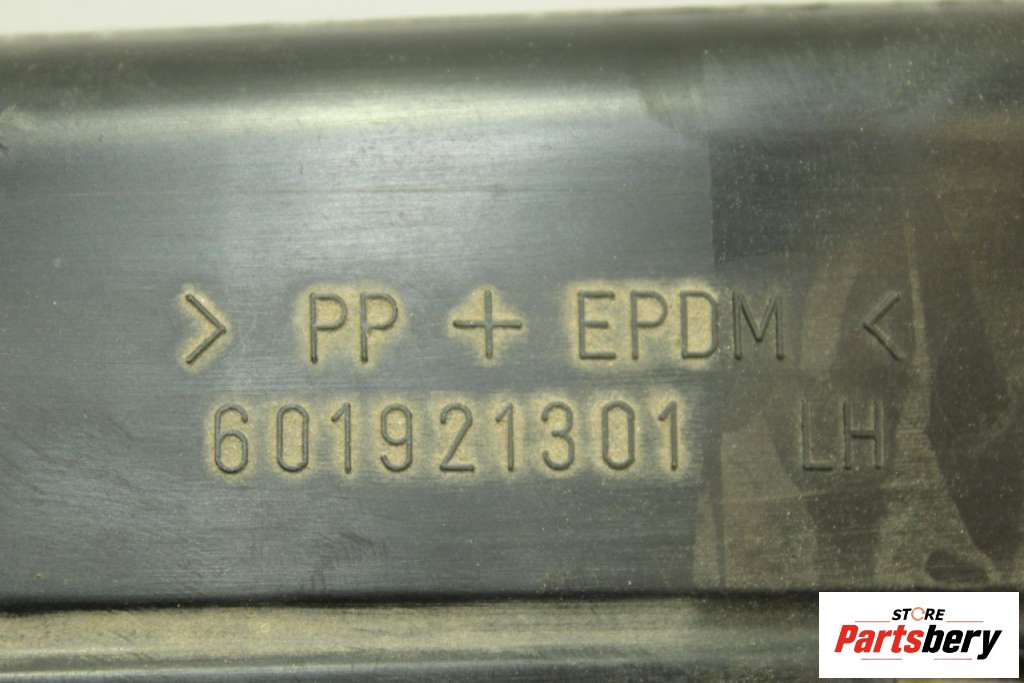 > PP + EPDM <
601921301 LH
STORE
Partsbery